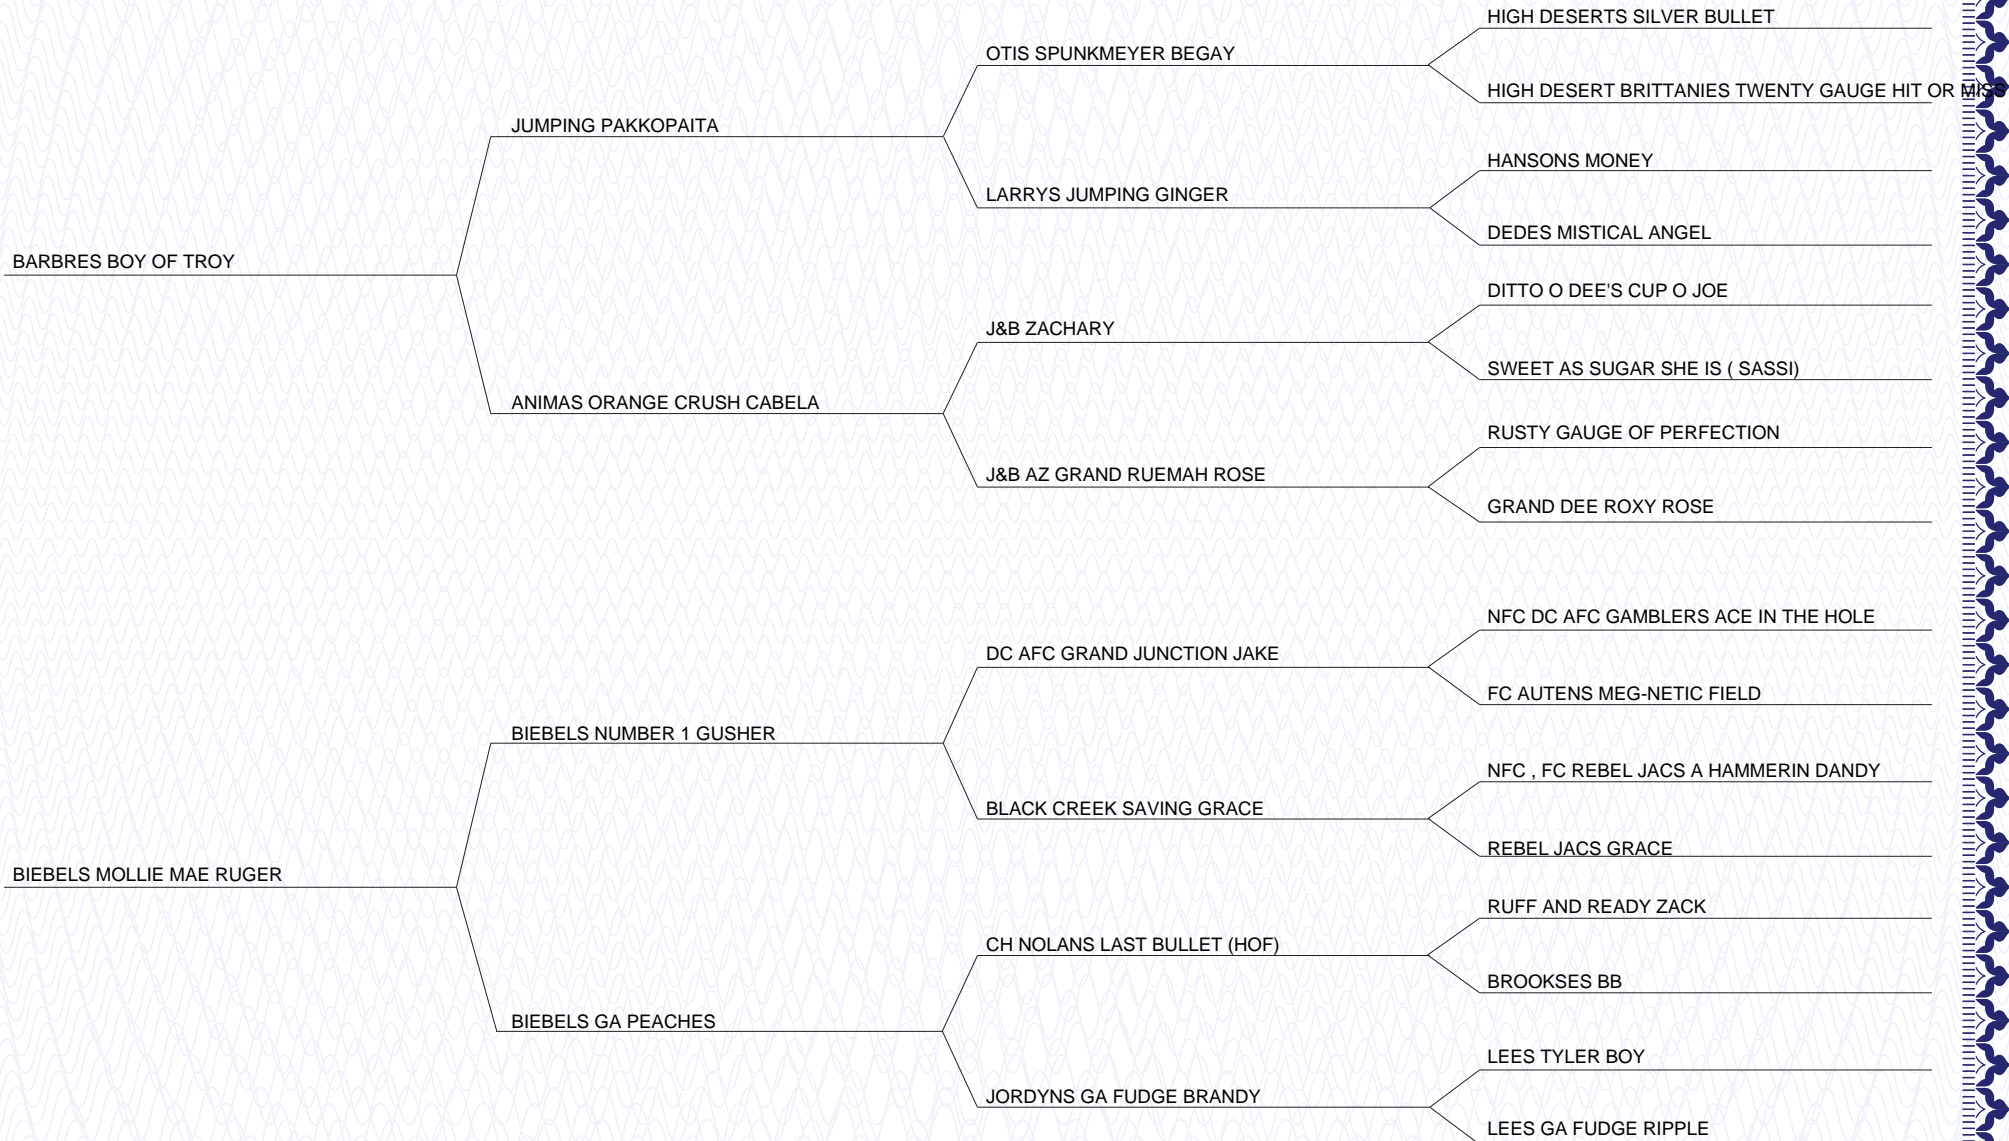 HIGH DESERTS SILVER BULLET
OTIS SPUNKMEYER BEGAY
HIGH DESERT BRITTANIES TWENTY GAUGE HIT OR MISS
JUMPING PAKKOPAITA
HANSONS MONEY
LARRYS JUMPING GINGER
DEDES MISTICAL ANGEL
BARBRES BOY OF TROY
DITTO O DEE'S CUP O JOE
J&B ZACHARY
SWEET AS SUGAR SHE IS ( SASSI)
ANIMAS ORANGE CRUSH CABELA
RUSTY GAUGE OF PERFECTION
J&B AZ GRAND RUEMAH ROSE
GRAND DEE ROXY ROSE
NFC DC AFC GAMBLERS ACE IN THE HOLE
DC AFC GRAND JUNCTION JAKE
FC AUTENS MEG-NETIC FIELD
BIEBELS NUMBER 1 GUSHER
NFC , FC REBEL JACS A HAMMERIN DANDY
BLACK CREEK SAVING GRACE
REBEL JACS GRACE
BIEBELS MOLLIE MAE RUGER
RUFF AND READY ZACK
CH NOLANS LAST BULLET (HOF)
BROOKSES BB
BIEBELS GA PEACHES
LEES TYLER BOY
JORDYNS GA FUDGE BRANDY
LEES GA FUDGE RIPPLE